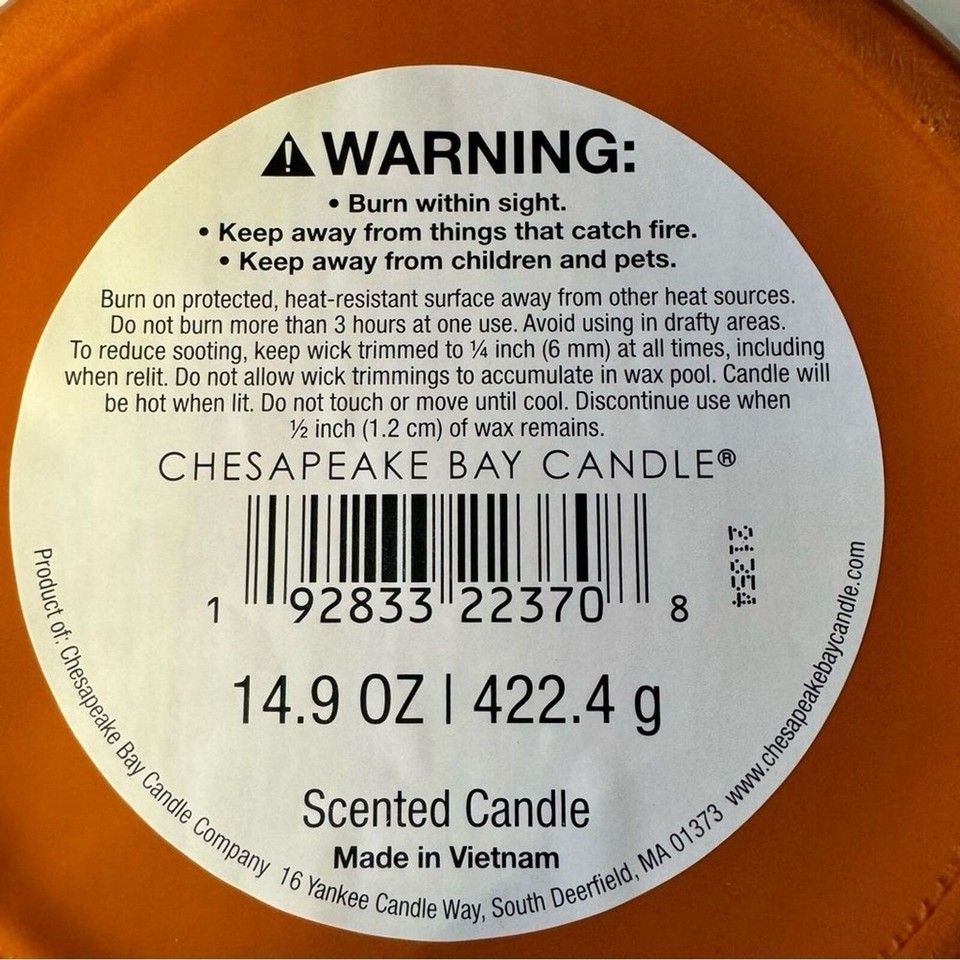 WARNING:
• Burn within sight.
• Keep away from things that catch fire.
• Keep away from children and pets.
Burn on protected, heat-resistant surface away from other heat sources.
Do not burn more than 3 hours at one use. Avoid using in drafty areas.
To reduce sooting, keep wick trimmed to ¼ inch (6 mm) at all times, including
when relit. Do not allow wick trimmings to accumulate in wax pool. Candle will
be hot when lit. Do not touch or move until cool. Discontinue use when
½ inch (1.2 cm) of wax remains.
CHESAPEAKE BAY CANDLE®
1 92833 22370 8
14.9 OZ | 422.4 g
Scented Candle
Made in Vietnam
Product of: Chesapeake Bay Candle Company 16 Yankee Candle Way, South Deerfield, MA 01373 www.chesapeakebaycandle.com